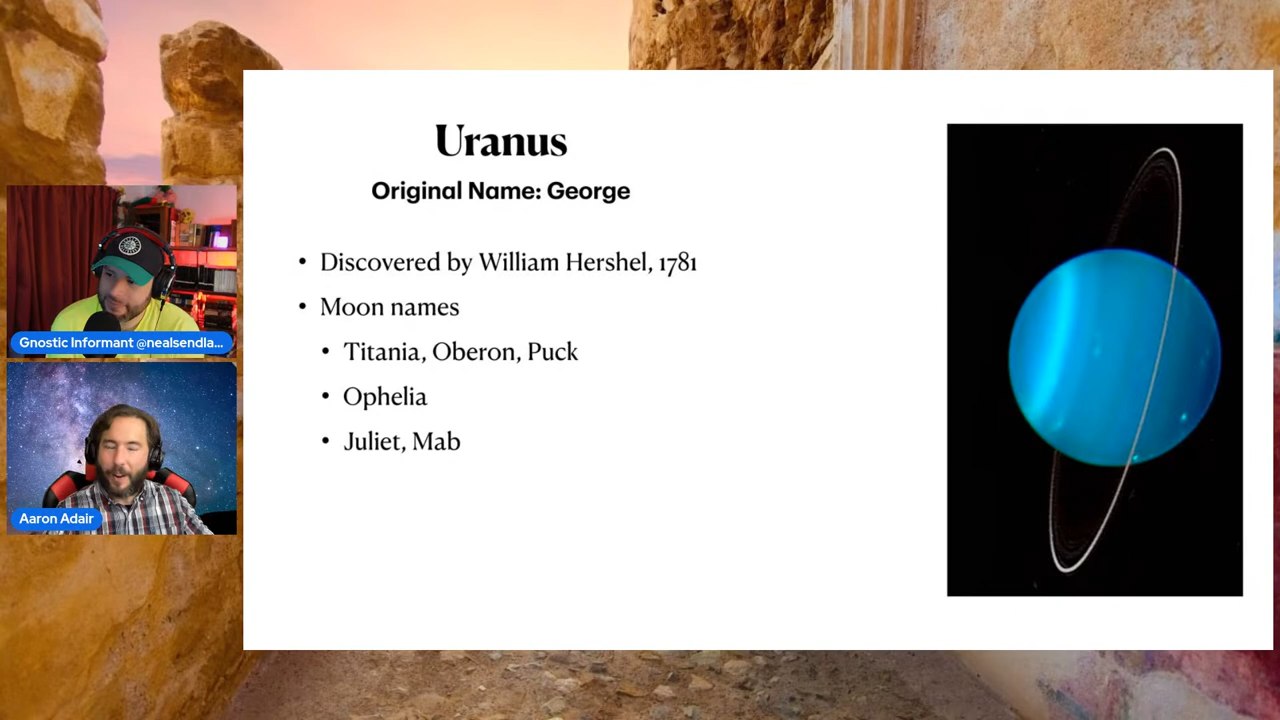 Uranus
Original Name: George
• Discovered by William Hershel, 1781
• Moon names
• Titania, Oberon, Puck
• Ophelia
• Juliet, Mab
Gnostic Informant @nealsendla...
Aaron Adair